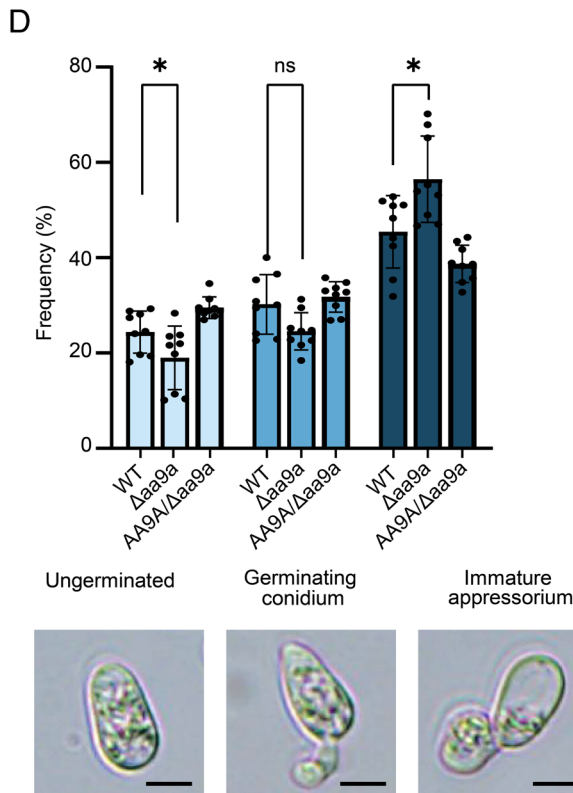 D
80
60
40
20
0
Frequency (%)
*
ns
*
WT
Δaa9a
AA9A/Δaa9a
WT
Δaa9a
AA9A/Δaa9a
WT
Δaa9a
AA9A/Δaa9a
Ungerminated
Germinating
conidium
Immature
appressorium